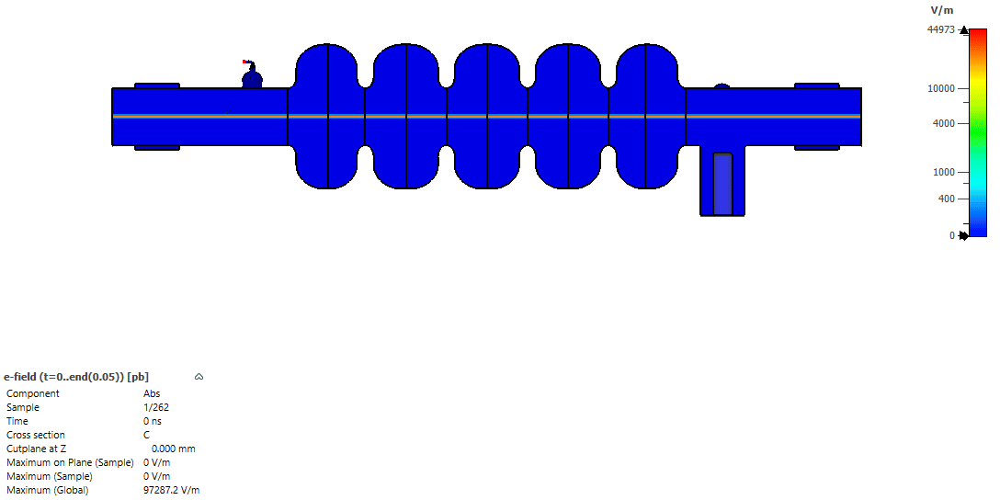 V/m
44973
10000
4000
1000
400
0
e-field (t=0..end(0.05)) [pb]
Component Abs
Sample 1/262
Time 0 ns
Cross section C
Cutplane at Z 0.000 mm
Maximum on Plane (Sample) 0 V/m
Maximum (Sample) 0 V/m
Maximum (Global) 97287.2 V/m